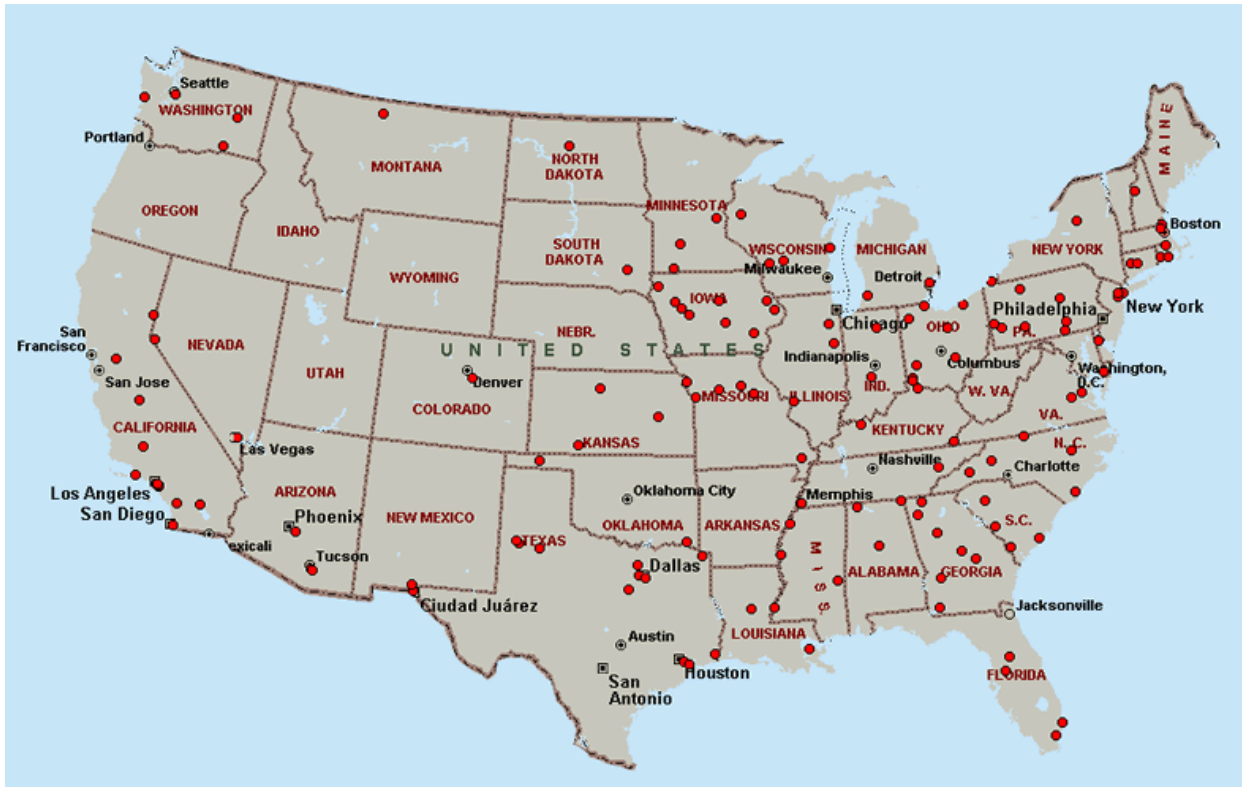 Seattle
WASHINGTON
Portland
MONTANA
NORTH
DAKOTA
MAINE
OREGON
IDAHO
MINNESOTA
SOUTH
DAKOTA
WISCONSIN
MICHIGAN
NEW YORK
Boston
WYOMING
Milwaukee
Detroit
IOWA
Philadelphia
New York
San
Francisco
NEVADA
NEBR.
Chicago
OHIO
PA.
UNITED STATES
Indianapolis
Columbus
Washington,
D.C.
San Jose
UTAH
Denver
COLORADO
MISSOURI
ILLINOIS
IND.
W. VA.
VA.
CALIFORNIA
Las Vegas
KANSAS
KENTUCKY
N. C.
Nashville
Charlotte
Los Angeles
San Diego
ARIZONA
Phoenix
NEW MEXICO
Oklahoma City
OKLAHOMA
ARKANSAS
Memphis
S.C.
exicali
Tucson
TEXAS
Dallas
MISS.
ALABAMA
GEORGIA
Ciudad Juárez
Jacksonville
Austin
LOUISIANA
Houston
San
Antonio
FLORIDA